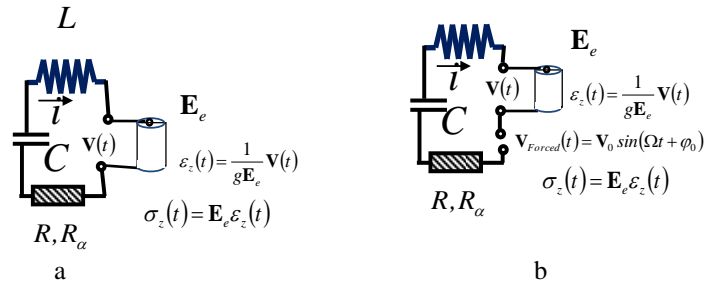 L
i
E_e
V(t)
C
ε_z(t) = 1/(gE_e) V(t)
σ_z(t) = E_e ε_z(t)
R, R_α
a
E_e
i
V(t)
ε_z(t) = 1/(gE_e) V(t)
C
V_Forced(t) = V_0 sin(Ωt + φ_0)
σ_z(t) = E_e ε_z(t)
R, R_α
b